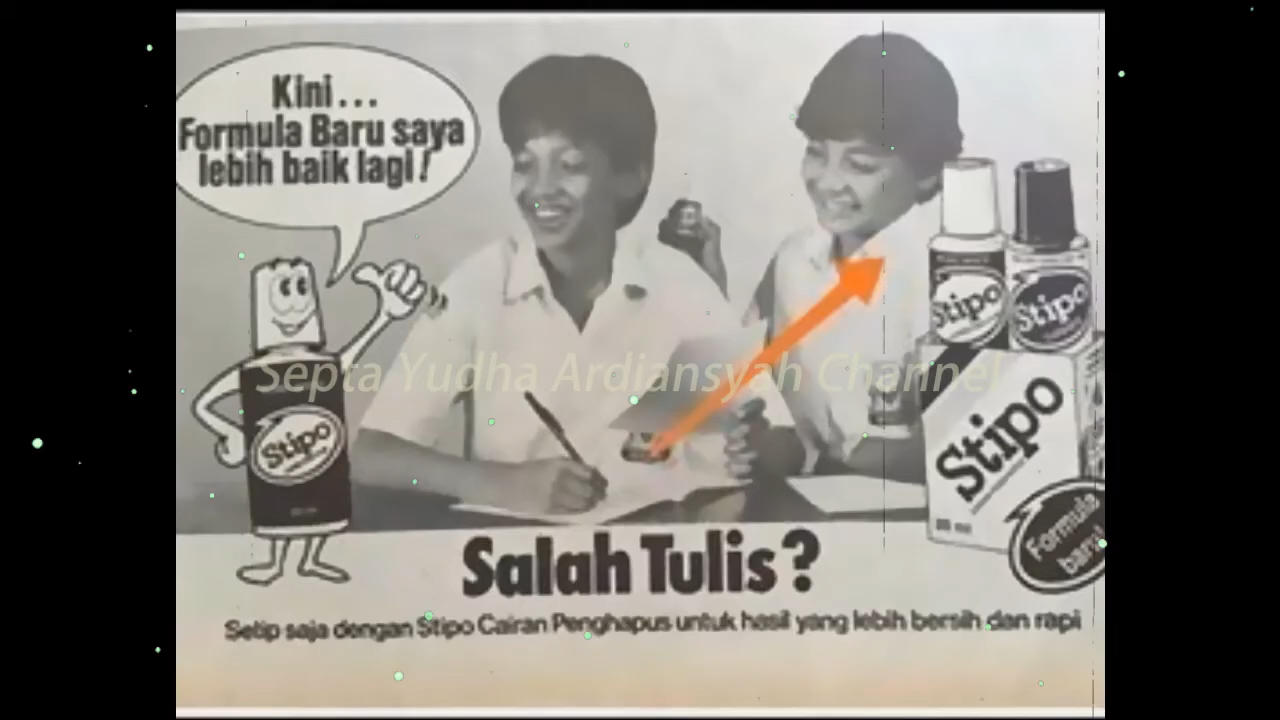 Kini...
Formula Baru saya
lebih baik lagi!
Stipo
Stipo
Stipo
Septa Yudha Ardiansyah Channel
Stipo
Formula
baru!
Salah Tulis?
Setip saja dengan Stipo Cairan Penghapus untuk hasil yang lebih bersih dan rapi